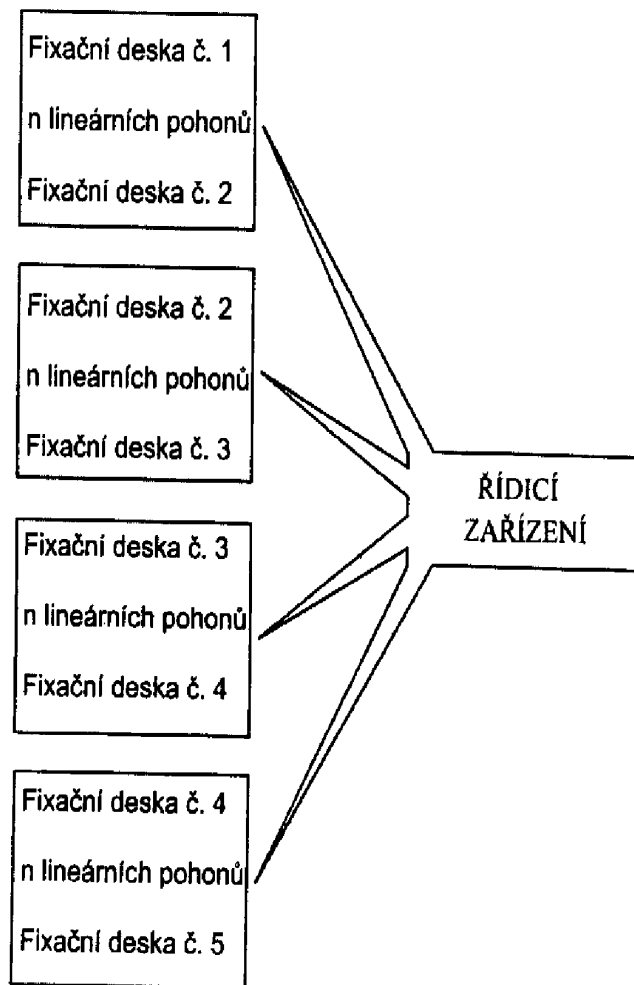 Fixační deska č. 1
n lineárních pohonů
Fixační deska č. 2
Fixační deska č. 2
n lineárních pohonů
Fixační deska č. 3
Fixační deska č. 3
n lineárních pohonů
Fixační deska č. 4
Fixační deska č. 4
n lineárních pohonů
Fixační deska č. 5
ŘÍDICÍ
ZAŘÍZENÍ